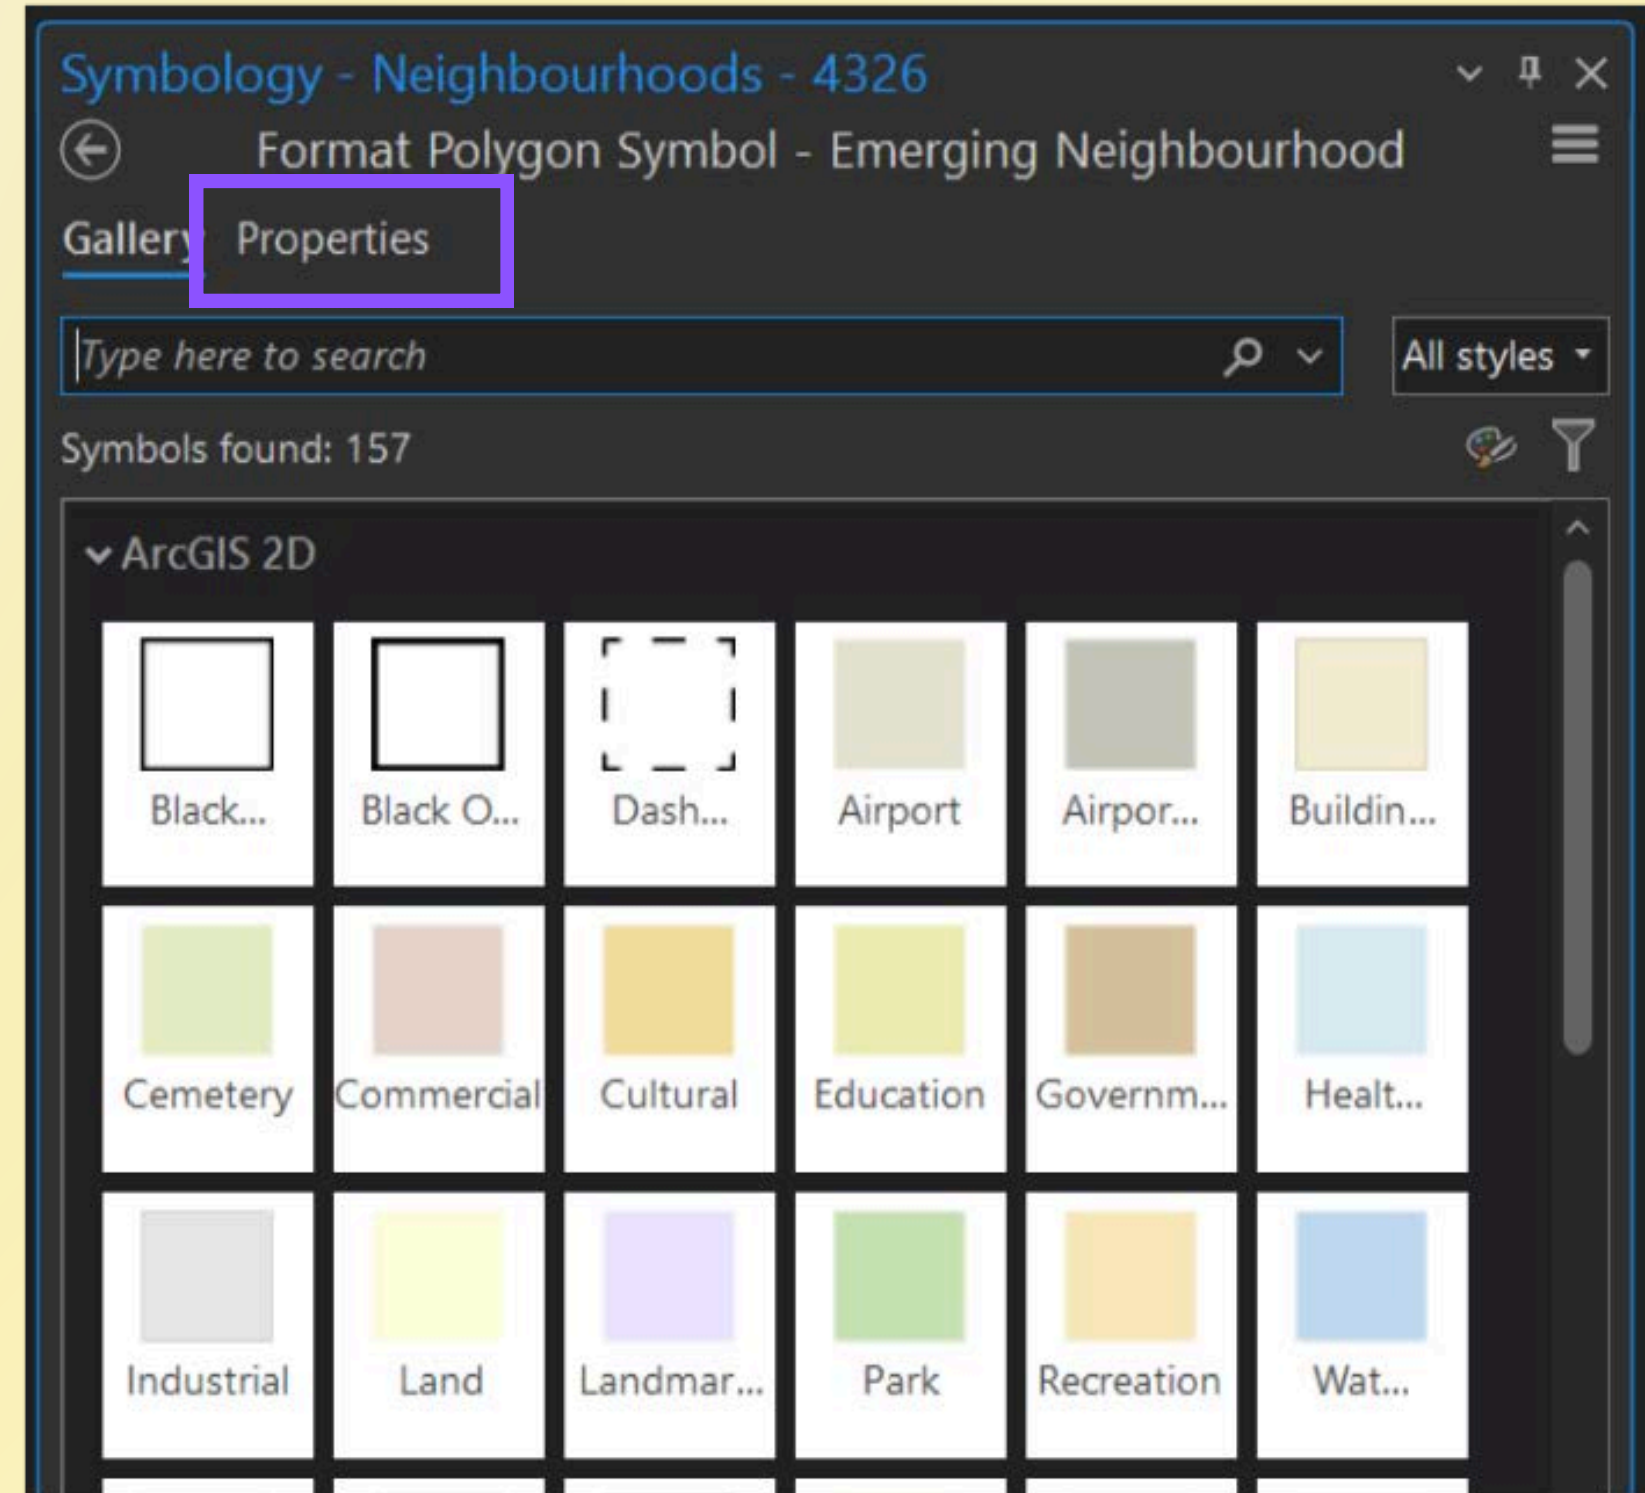 Symbology - Neighbourhoods - 4326
Format Polygon Symbol - Emerging Neighbourhood
Gallery Properties
Type here to search All styles
Symbols found: 157
ArcGIS 2D
Black... Black O... Dash... Airport Airpor... Buildin...
Cemetery Commercial Cultural Education Governm... Healt...
Industrial Land Landmar... Park Recreation Wat...